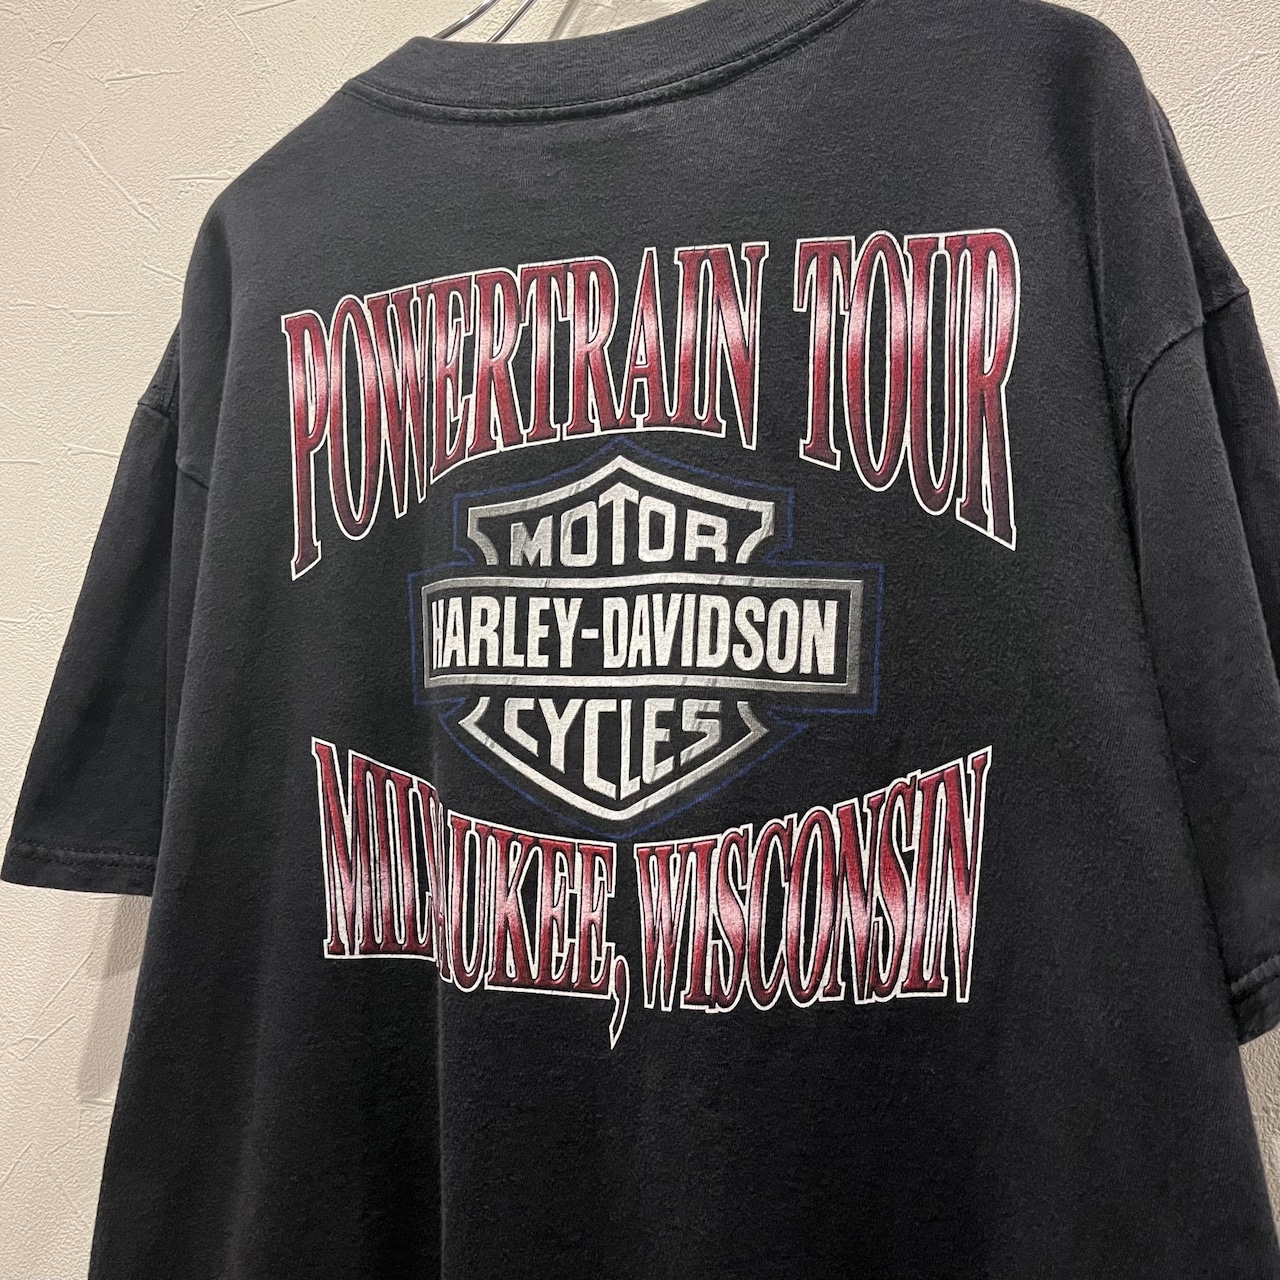 POWERTRAIN TOUR
MOTOR
HARLEY-DAVIDSON
CYCLES
MILWAUKEE, WISCONSIN